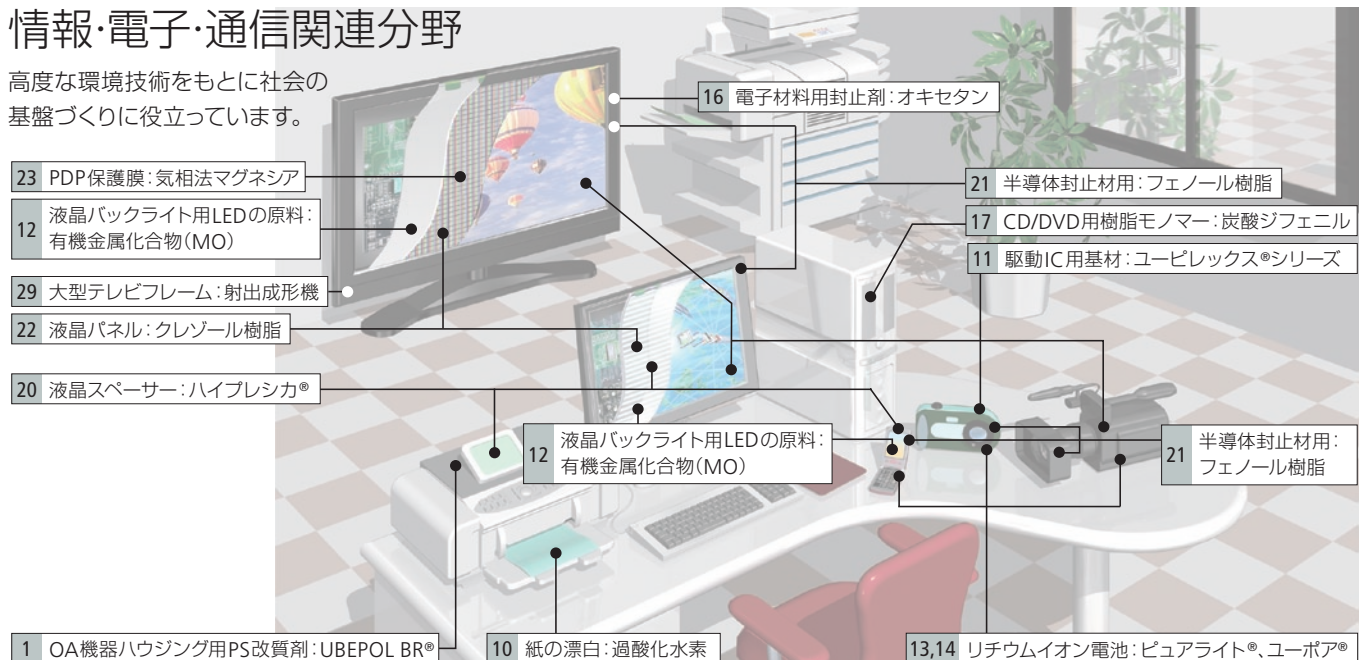 情報・電子・通信関連分野
高度な環境技術をもとに社会の
基盤づくりに役立っています。
16 電子材料用封止剤：オキセタン
23 PDP保護膜：気相法マグネシア
21 半導体封止材用：フェノール樹脂
12 液晶バックライト用LEDの原料：
有機金属化合物（MO）
17 CD/DVD用樹脂モノマー：炭酸ジフェニル
11 駆動IC用基材：ユーピレックス®シリーズ
29 大型テレビフレーム：射出成形機
22 液晶パネル：クレゾール樹脂
20 液晶スペーサー：ハイプレシカ®
12 液晶バックライト用LEDの原料：
有機金属化合物（MO）
21 半導体封止材用：
フェノール樹脂
1 OA機器ハウジング用PS改質剤：UBEPOL BR®
10 紙の漂白：過酸化水素
13,14 リチウムイオン電池：ピュアライト®、ユーポア®